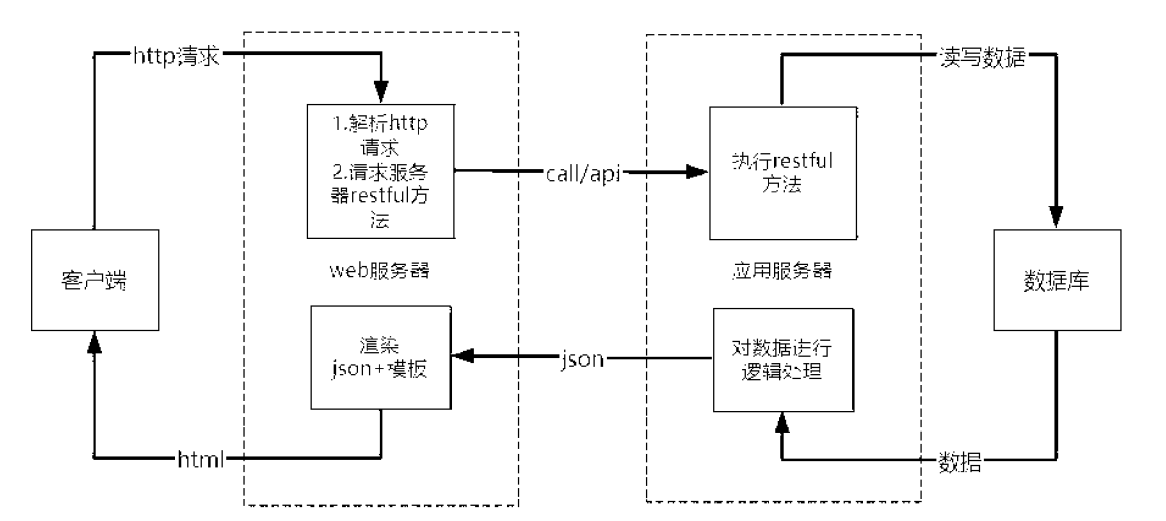 http请求
读写数据
1.解析http
请求
2.请求服务
器restful方
法
call/api
执行restful
方法
web服务器
应用服务器
客户端
数据库
渲染
json+模板
json
对数据进行
逻辑处理
html
数据